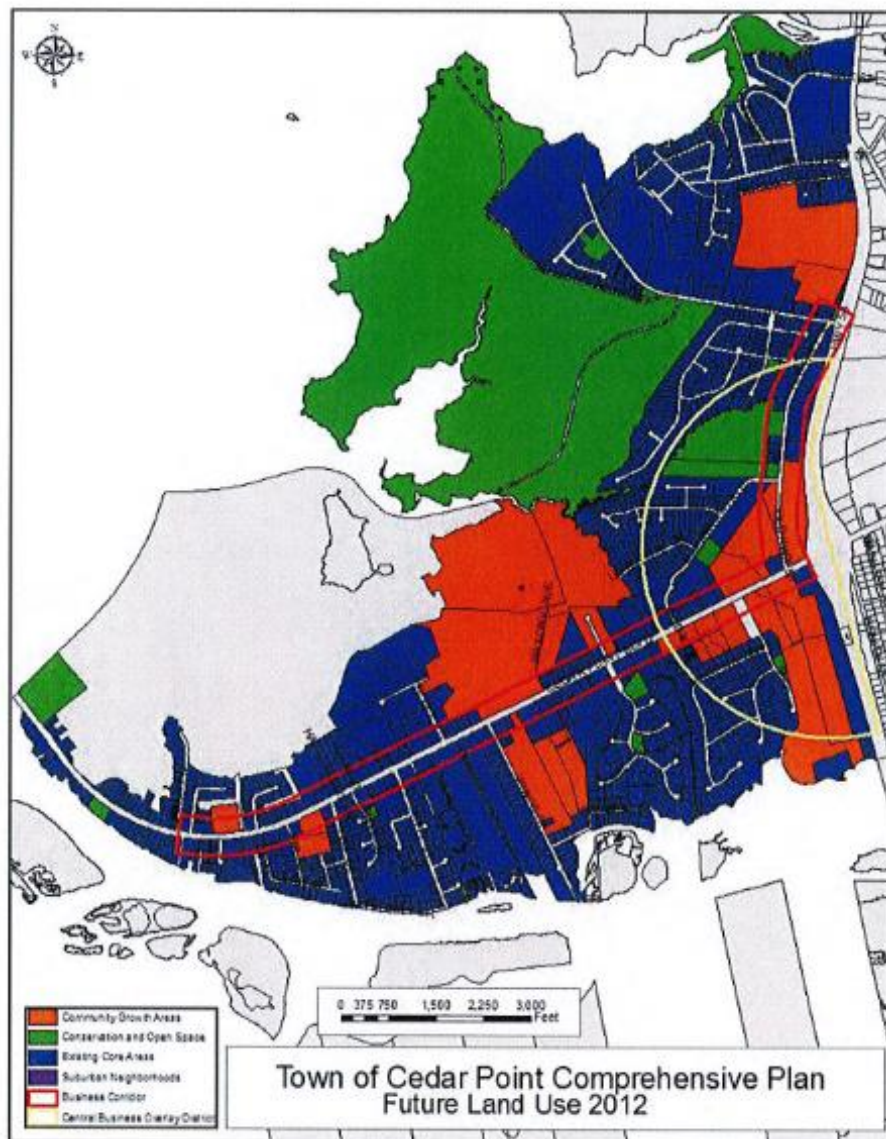 N
W
E
S
Community Growth Areas
Conservation and Open Space
Existing Core Areas
Suburban Neighborhoods
Business Corridor
Central Business Overlay District
0 375 750 1,500 2,250 3,000
Feet
Town of Cedar Point Comprehensive Plan
Future Land Use 2012